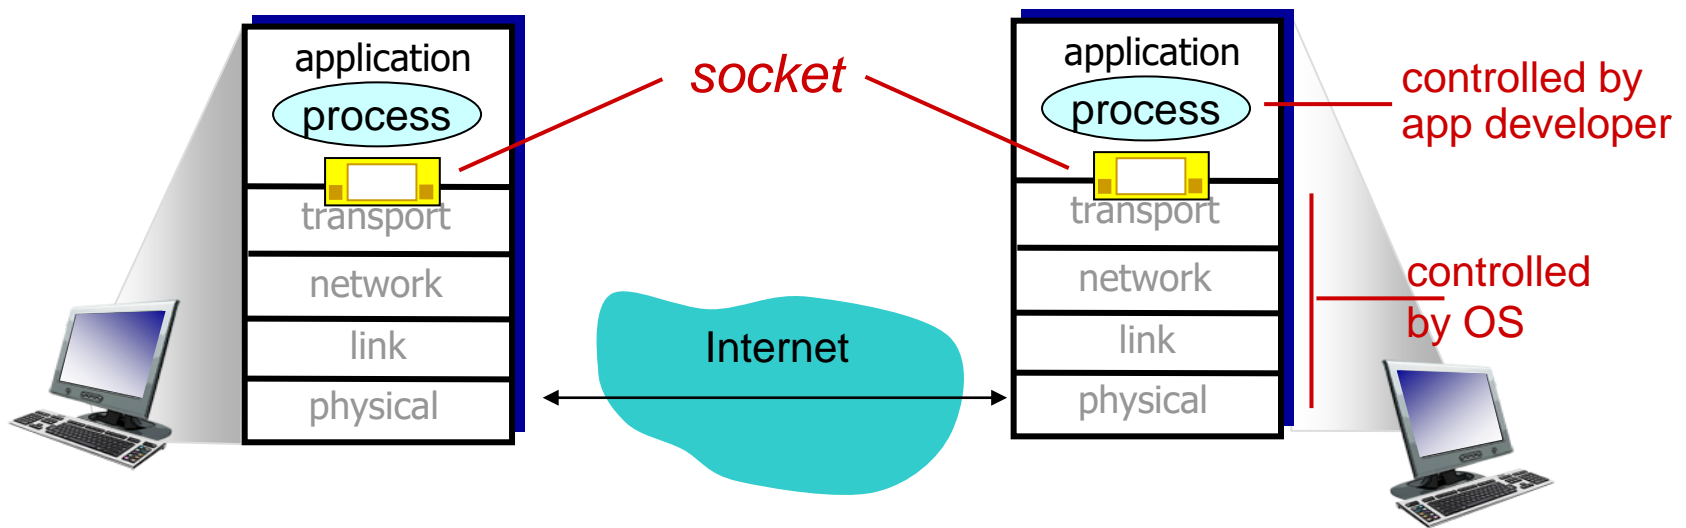 application
process
transport
network
link
physical
socket
Internet
application
process
transport
network
link
physical
controlled by
app developer
controlled
by OS